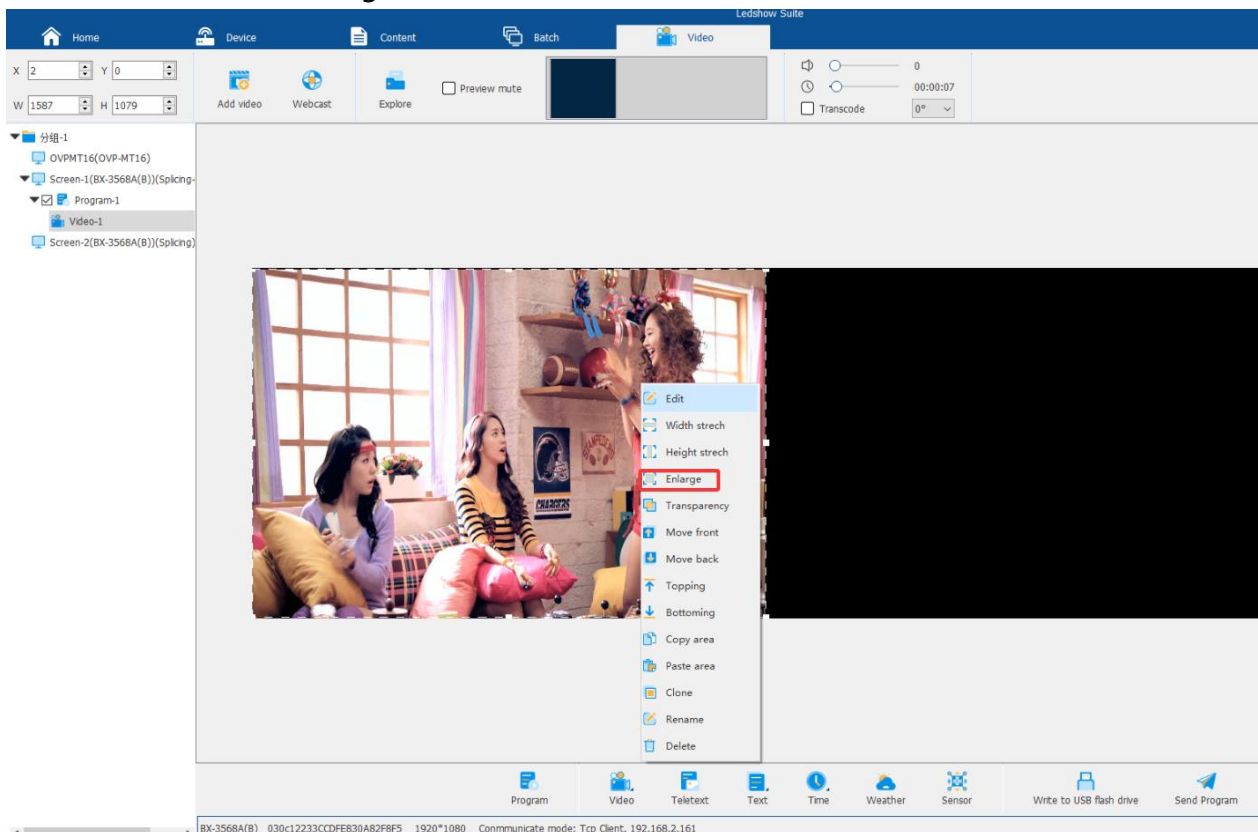 Ledshow Suite
Home Device Content Batch Video
X 2 Y 0
W 1587 H 1079
Add video Webcast Explore Preview mute
0
00:00:07
Transcode 0°
分组-1
OVPMT16(OVP-MT16)
Screen-1(BX-3568A(B))(Splicing-
Program-1
Video-1
Screen-2(BX-3568A(B))(Splicing)
CHARGERS
Edit
Width strech
Height strech
Enlarge
Transparency
Move front
Move back
Topping
Bottoming
Copy area
Paste area
Clone
Rename
Delete
Program Video Teletext Text Time Weather Sensor Write to USB flash drive Send Program
BX-3568A(B) 030c12233CCDFE830A82F8F5 1920*1080 Conmmunicate mode: Tcp Client, 192.168.2.161